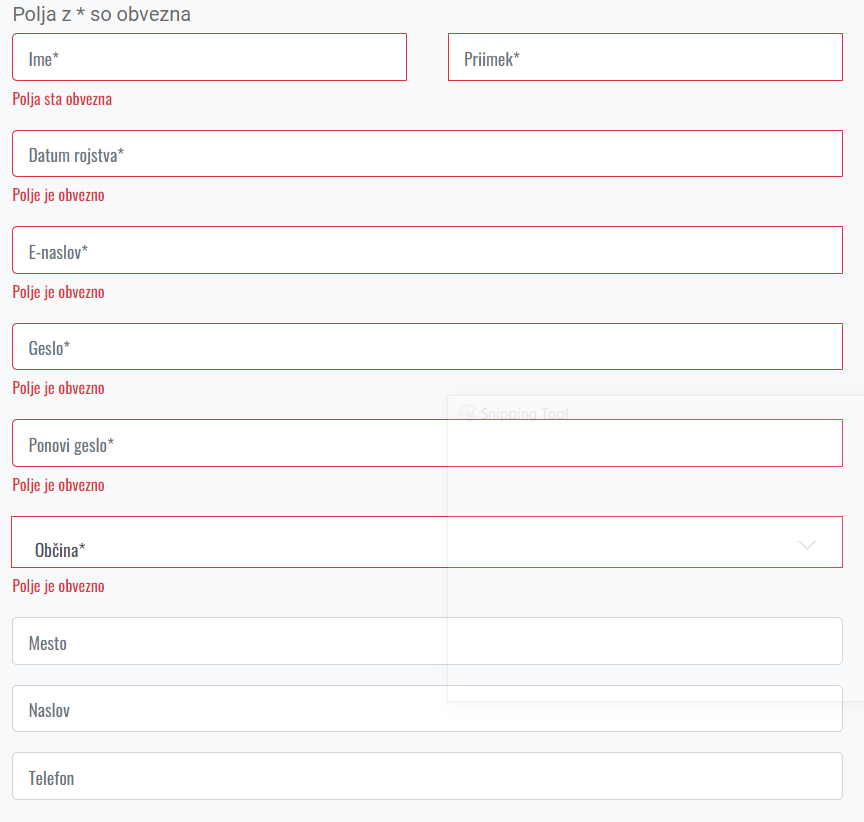 Polja z * so obvezna
Ime* Priimek*
Polja sta obvezna
Datum rojstva*
Polje je obvezno
E-naslov*
Polje je obvezno
Geslo*
Polje je obvezno
Snipping Tool
Ponovi geslo*
Polje je obvezno
Občina*
Polje je obvezno
Mesto
Naslov
Telefon